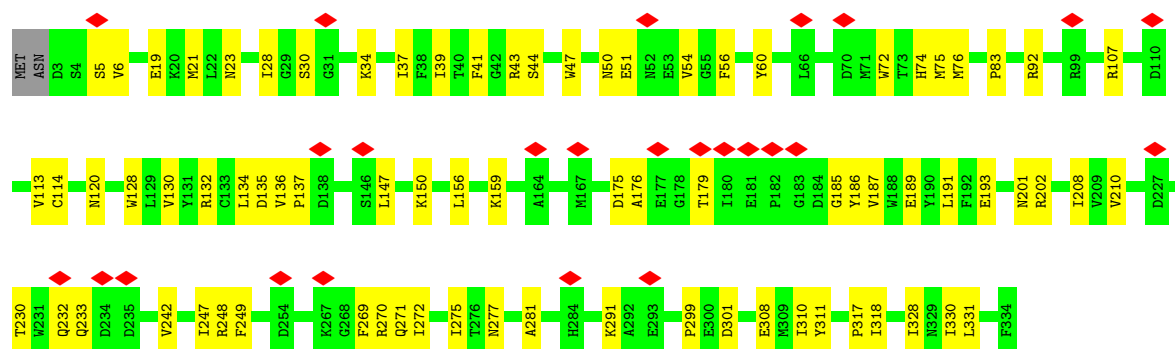 MET ASN D3 S4 S5 V6 E19 K20 M21 L22 N23 I28 G29 S30 G31 K34 I37 F38 I39 T40 F41 G42 R43 S44 W47 N50 E51 N52 E53 V54 G55 F56 Y60 L66 D70 M71 W72 T73 H74 M75 M76 P83 R92 R99 R107 D110
V113 C114 N120 W128 L129 V130 Y131 R132 C133 L134 D135 V136 P137 D138 S146 L147 K150 L156 K159 A164 M167 D175 A176 E177 G178 T179 I180 E181 P182 G183 D184 G185 Y186 V187 W188 E189 Y190 L191 F192 E193 N201 R202 I208 V209 V210 D227
T230 W231 Q232 Q233 D234 D235 V242 I247 R248 F249 D254 K267 G268 F269 R270 Q271 I272 I275 T276 N277 A281 H284 K291 A292 E293 P299 E300 D301 E308 M309 I310 Y311 P317 I318 I328 N329 I330 L331 F334